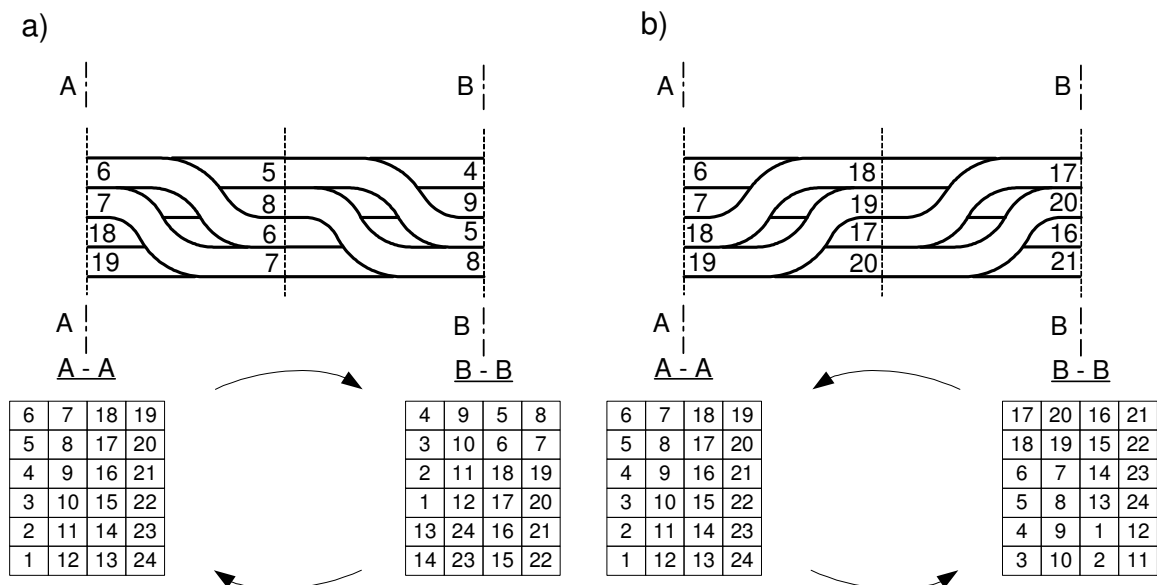 a) b)
A B A B
6 5 4 6 18 17
7 8 9 7 19 20
18 6 5 18 17 16
19 7 8 19 20 21
A B A B
A - A B - B A - A B - B
6 7 18 19 4 9 5 8 6 7 18 19 17 20 16 21
5 8 17 20 3 10 6 7 5 8 17 20 18 19 15 22
4 9 16 21 2 11 18 19 4 9 16 21 6 7 14 23
3 10 15 22 1 12 17 20 3 10 15 22 5 8 13 24
2 11 14 23 13 24 16 21 2 11 14 23 4 9 1 12
1 12 13 24 14 23 15 22 1 12 13 24 3 10 2 11